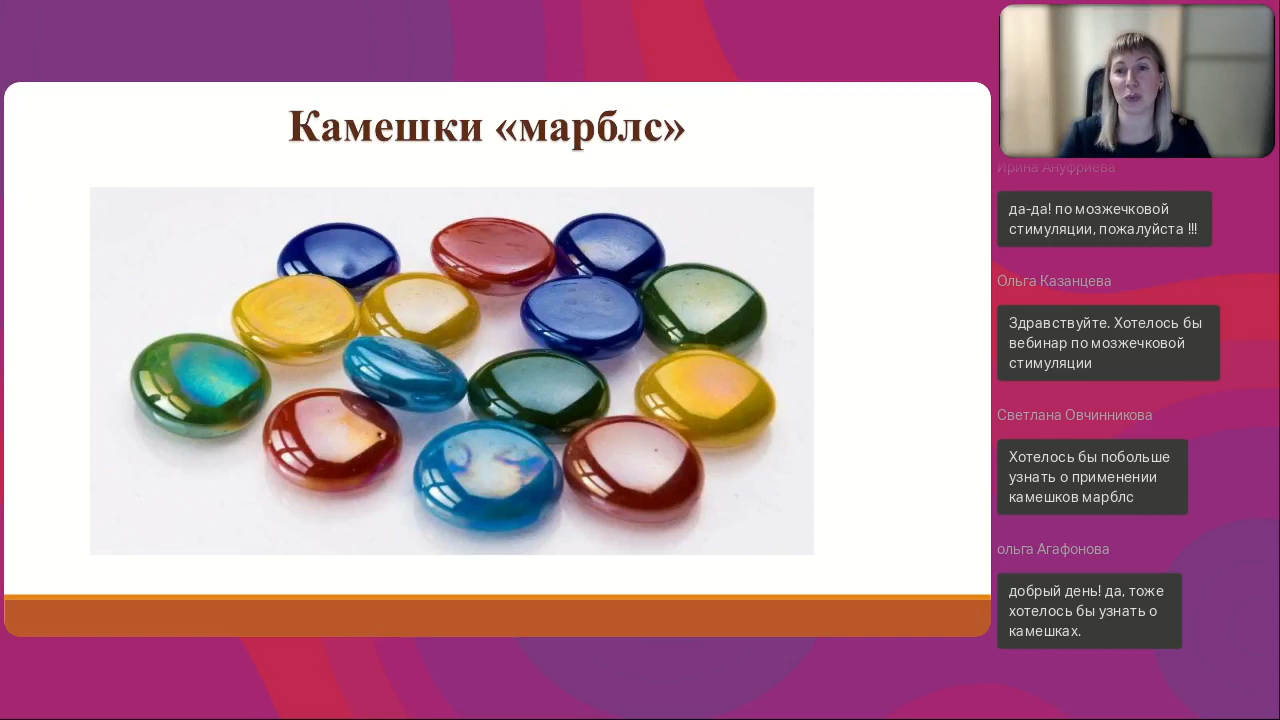 Камешки «марблс»
Ирина Ануфриева
да-да! по мозжечковой
стимуляции, пожалуйста !!!
Ольга Казанцева
Здравствуйте. Хотелось бы
вебинар по мозжечковой
стимуляции
Светлана Овчинникова
Хотелось бы побольше
узнать о применении
камешков марблс
ольга Агафонова
добрый день! да, тоже
хотелось бы узнать о
камешках.